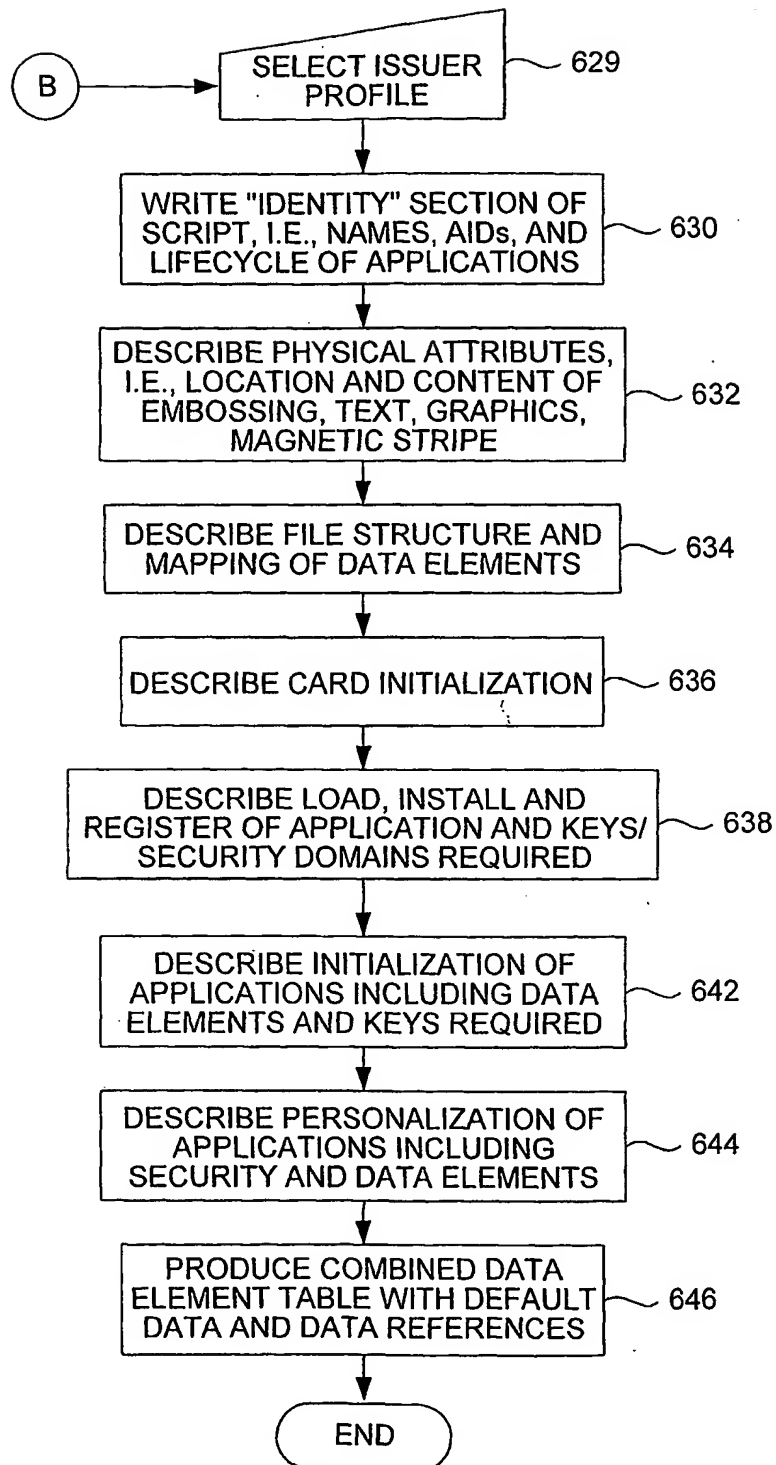 B
SELECT ISSUER
PROFILE
629
WRITE "IDENTITY" SECTION OF
SCRIPT, I.E., NAMES, AIDs, AND
LIFECYCLE OF APPLICATIONS
630
DESCRIBE PHYSICAL ATTRIBUTES,
I.E., LOCATION AND CONTENT OF
EMBOSSING, TEXT, GRAPHICS,
MAGNETIC STRIPE
632
DESCRIBE FILE STRUCTURE AND
MAPPING OF DATA ELEMENTS
634
DESCRIBE CARD INITIALIZATION
636
DESCRIBE LOAD, INSTALL AND
REGISTER OF APPLICATION AND KEYS/
SECURITY DOMAINS REQUIRED
638
DESCRIBE INITIALIZATION OF
APPLICATIONS INCLUDING DATA
ELEMENTS AND KEYS REQUIRED
642
DESCRIBE PERSONALIZATION OF
APPLICATIONS INCLUDING
SECURITY AND DATA ELEMENTS
644
PRODUCE COMBINED DATA
ELEMENT TABLE WITH DEFAULT
DATA AND DATA REFERENCES
646
END